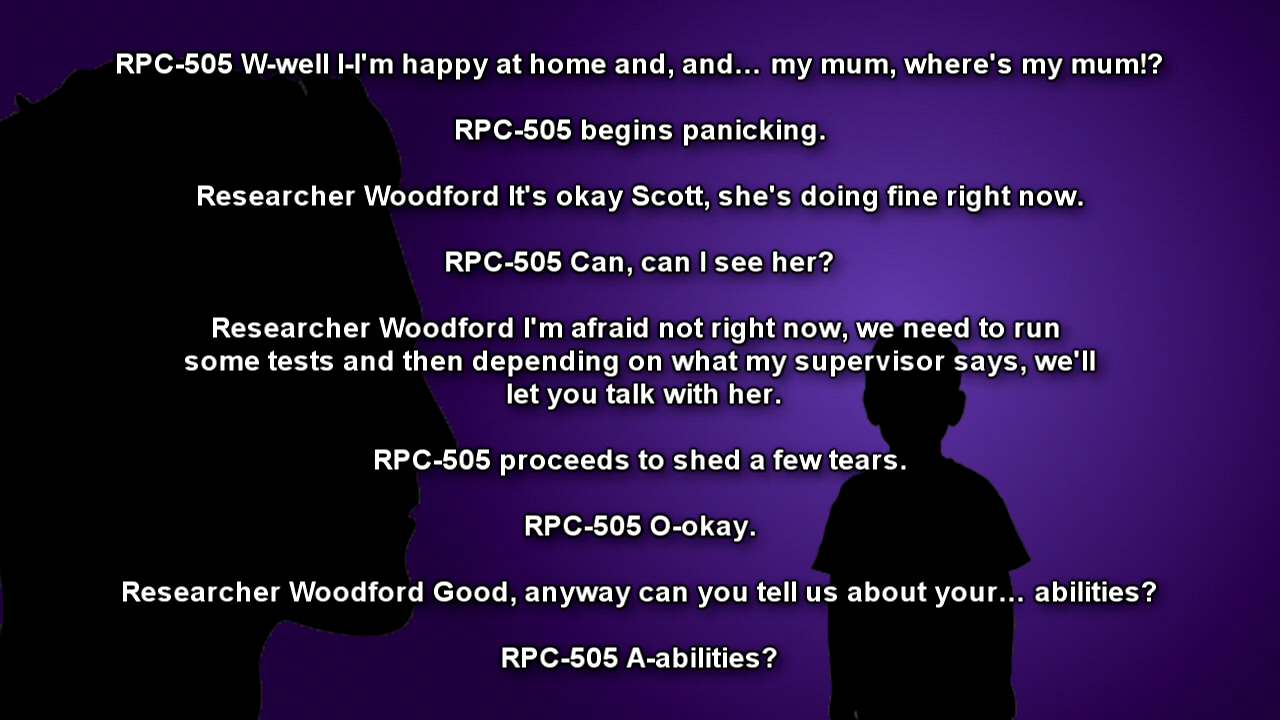 RPC-505 W-well I-I'm happy at home and, and… my mum, where's my mum!?
RPC-505 begins panicking.
Researcher Woodford It's okay Scott, she's doing fine right now.
RPC-505 Can, can I see her?
Researcher Woodford I'm afraid not right now, we need to run
some tests and then depending on what my supervisor says, we'll
let you talk with her.
RPC-505 proceeds to shed a few tears.
RPC-505 O-okay.
Researcher Woodford Good, anyway can you tell us about your… abilities?
RPC-505 A-abilities?